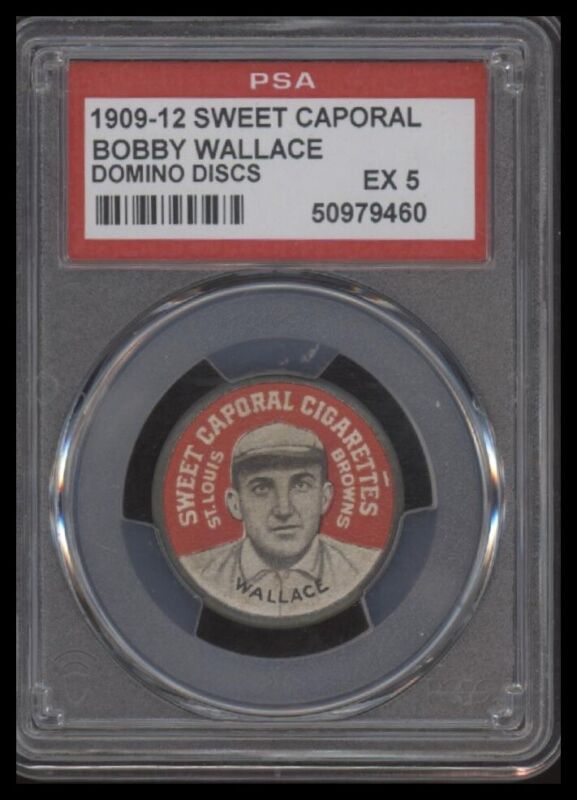 PSA
1909-12 SWEET CAPORAL
BOBBY WALLACE
DOMINO DISCS
EX 5
50979460
SWEET CAPORAL CIGARETTES
ST. LOUIS
BROWNS
WALLACE